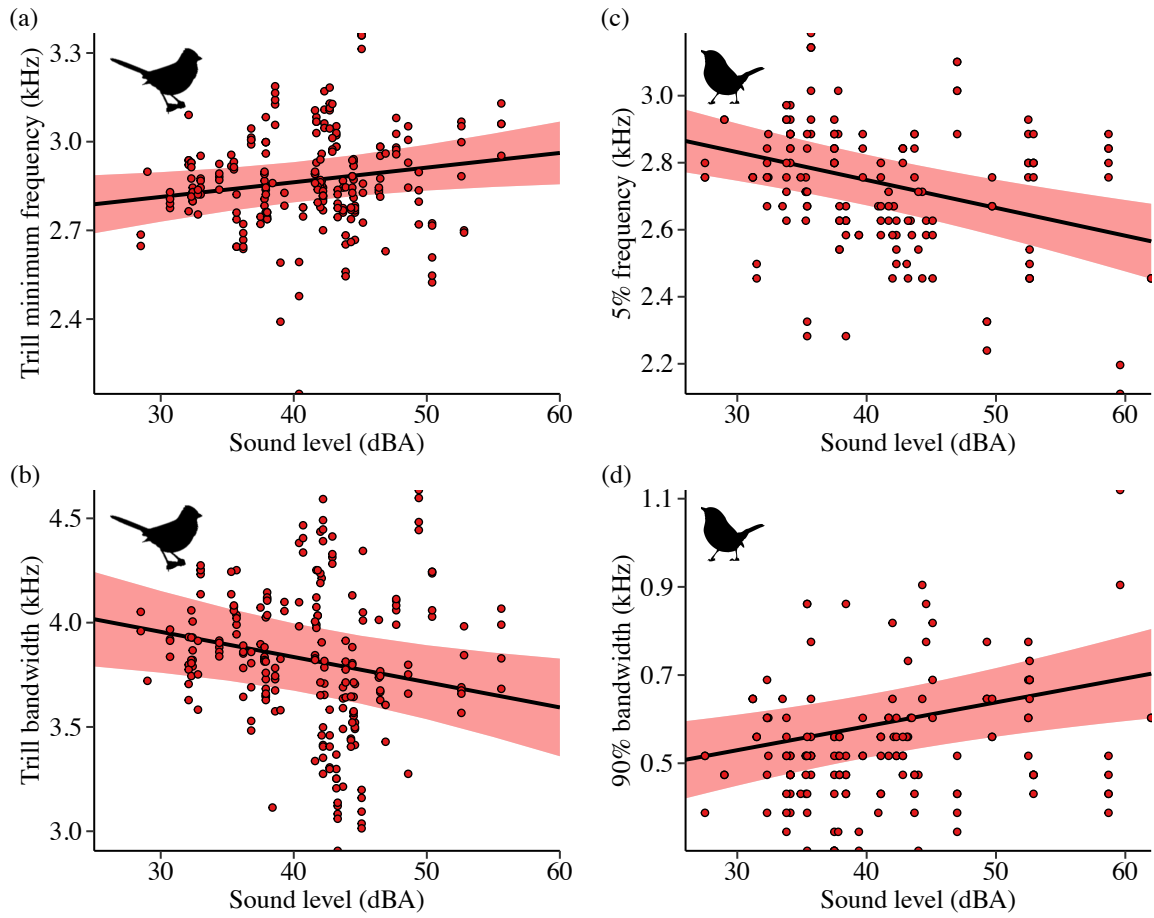 (a)
Trill minimum frequency (kHz)
3.3
3.0
2.7
2.4
30 40 50 60
Sound level (dBA)
(c)
5% frequency (kHz)
3.0
2.8
2.6
2.4
2.2
30 40 50 60
Sound level (dBA)
(b)
Trill bandwidth (kHz)
4.5
4.0
3.5
3.0
30 40 50 60
Sound level (dBA)
(d)
90% bandwidth (kHz)
1.1
0.9
0.7
0.5
30 40 50 60
Sound level (dBA)